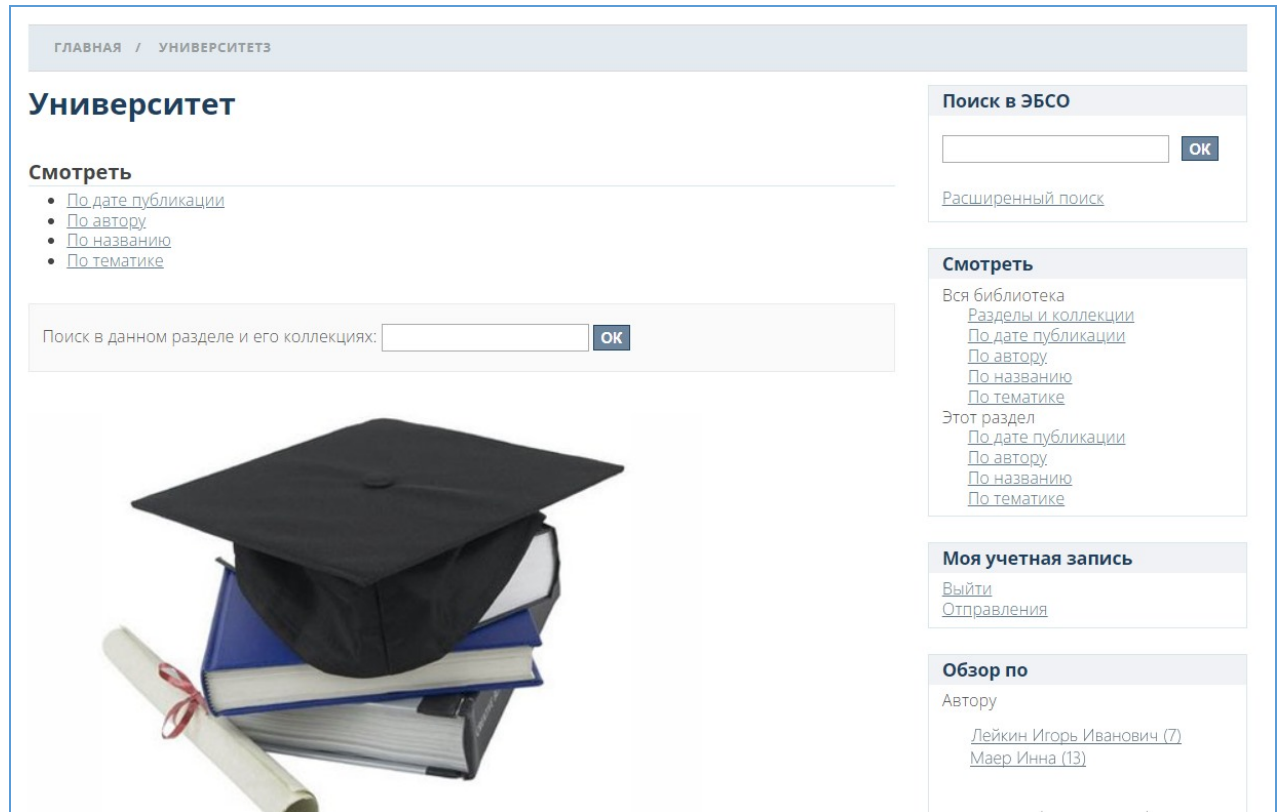 ГЛАВНАЯ / УНИВЕРСИТЕТЗ
Университет
Смотреть
По дате публикации
По автору
По названию
По тематике
Поиск в данном разделе и его коллекциях: ОК
Поиск в ЭБСО
ОК
Расширенный поиск
Смотреть
Вся библиотека
Разделы и коллекции
По дате публикации
По автору
По названию
По тематике
Этот раздел
По дате публикации
По автору
По названию
По тематике
Моя учетная запись
Выйти
Отправления
Обзор по
Автору
Лейкин Игорь Иванович (7)
Маер Инна (13)